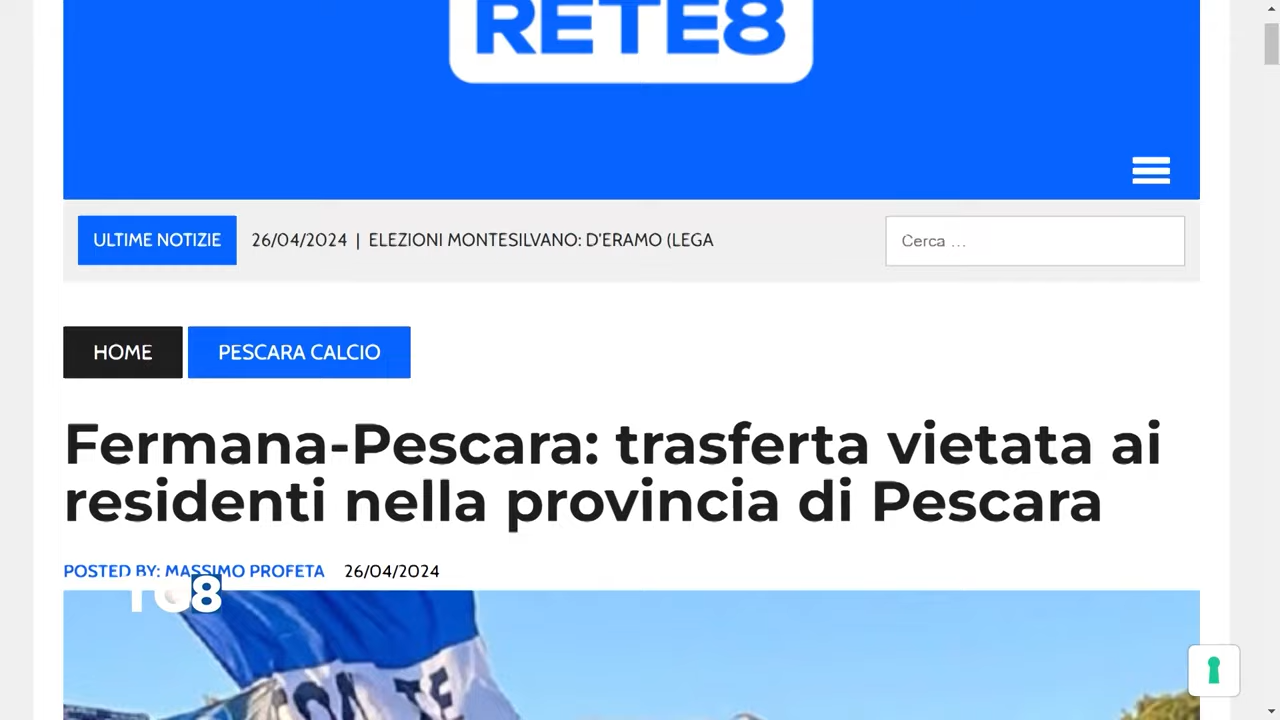 RETE8
ULTIME NOTIZIE
26/04/2024 | ELEZIONI MONTESILVANO: D'ERAMO (LEGA
Cerca ...
HOME
PESCARA CALCIO
Fermana-Pescara: trasferta vietata ai
residenti nella provincia di Pescara
POSTED BY: MASSIMO PROFETA 26/04/2024
TG8